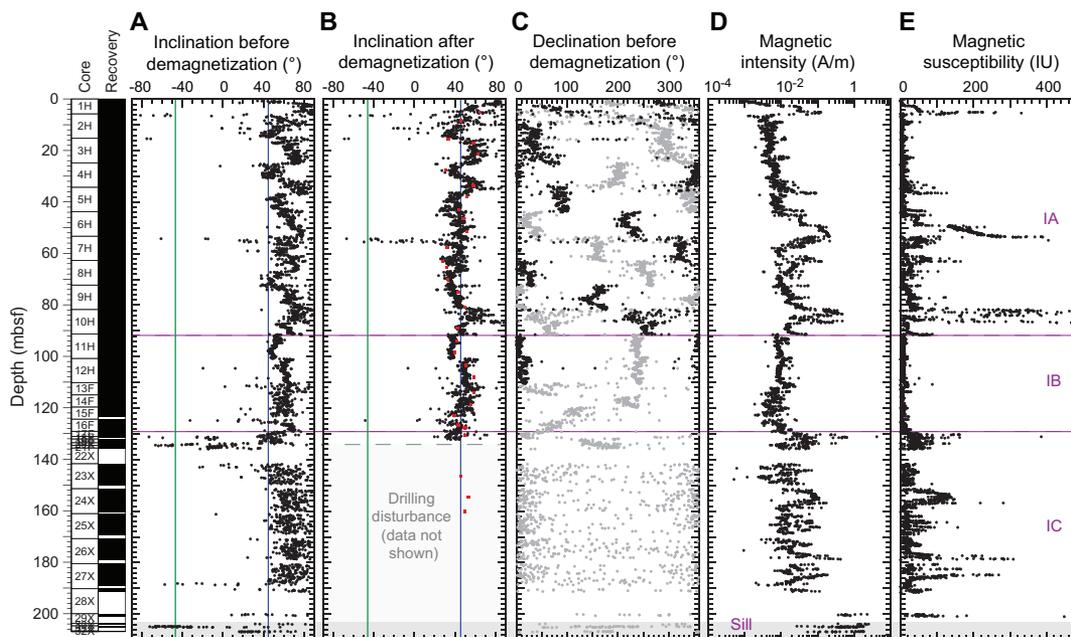 A B C D E
Inclination before demagnetization (°)
Inclination after demagnetization (°)
Declination before demagnetization (°)
Magnetic intensity (A/m)
Magnetic susceptibility (IU)
Core
Recovery
-80 -40 0 40 80
-80 -40 0 40 80
0 100 200 300
10⁻⁴ 10⁻² 1
0 200 400
Depth (mbsf)
0
20
40
60
80
100
120
140
160
180
200
1H
2H
3H
4H
5H
6H
7H
8H
9H
10H
11H
12H
13F
14F
15F
16F
22X
23X
24X
25X
26X
27X
28X
29X
32X
Drilling
disturbance
(data not
shown)
Sill
IA
IB
IC